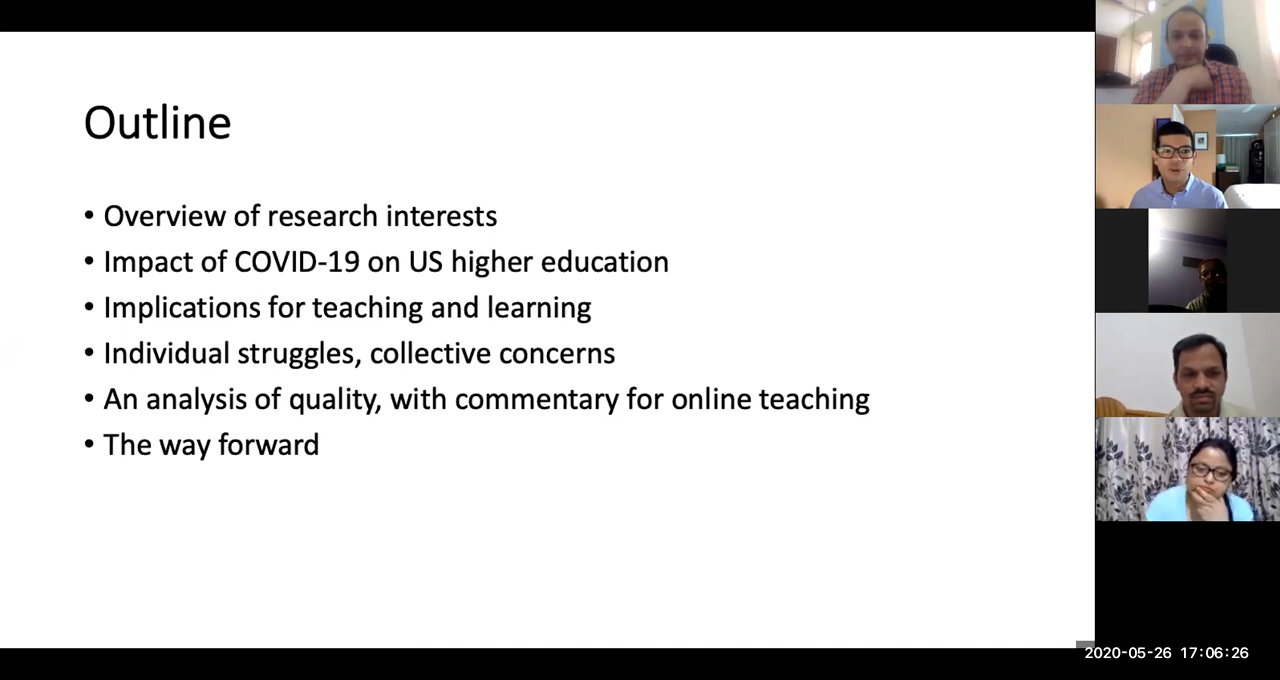 Outline
• Overview of research interests
• Impact of COVID-19 on US higher education
• Implications for teaching and learning
• Individual struggles, collective concerns
• An analysis of quality, with commentary for online teaching
• The way forward
2020-05-26 17:06:26